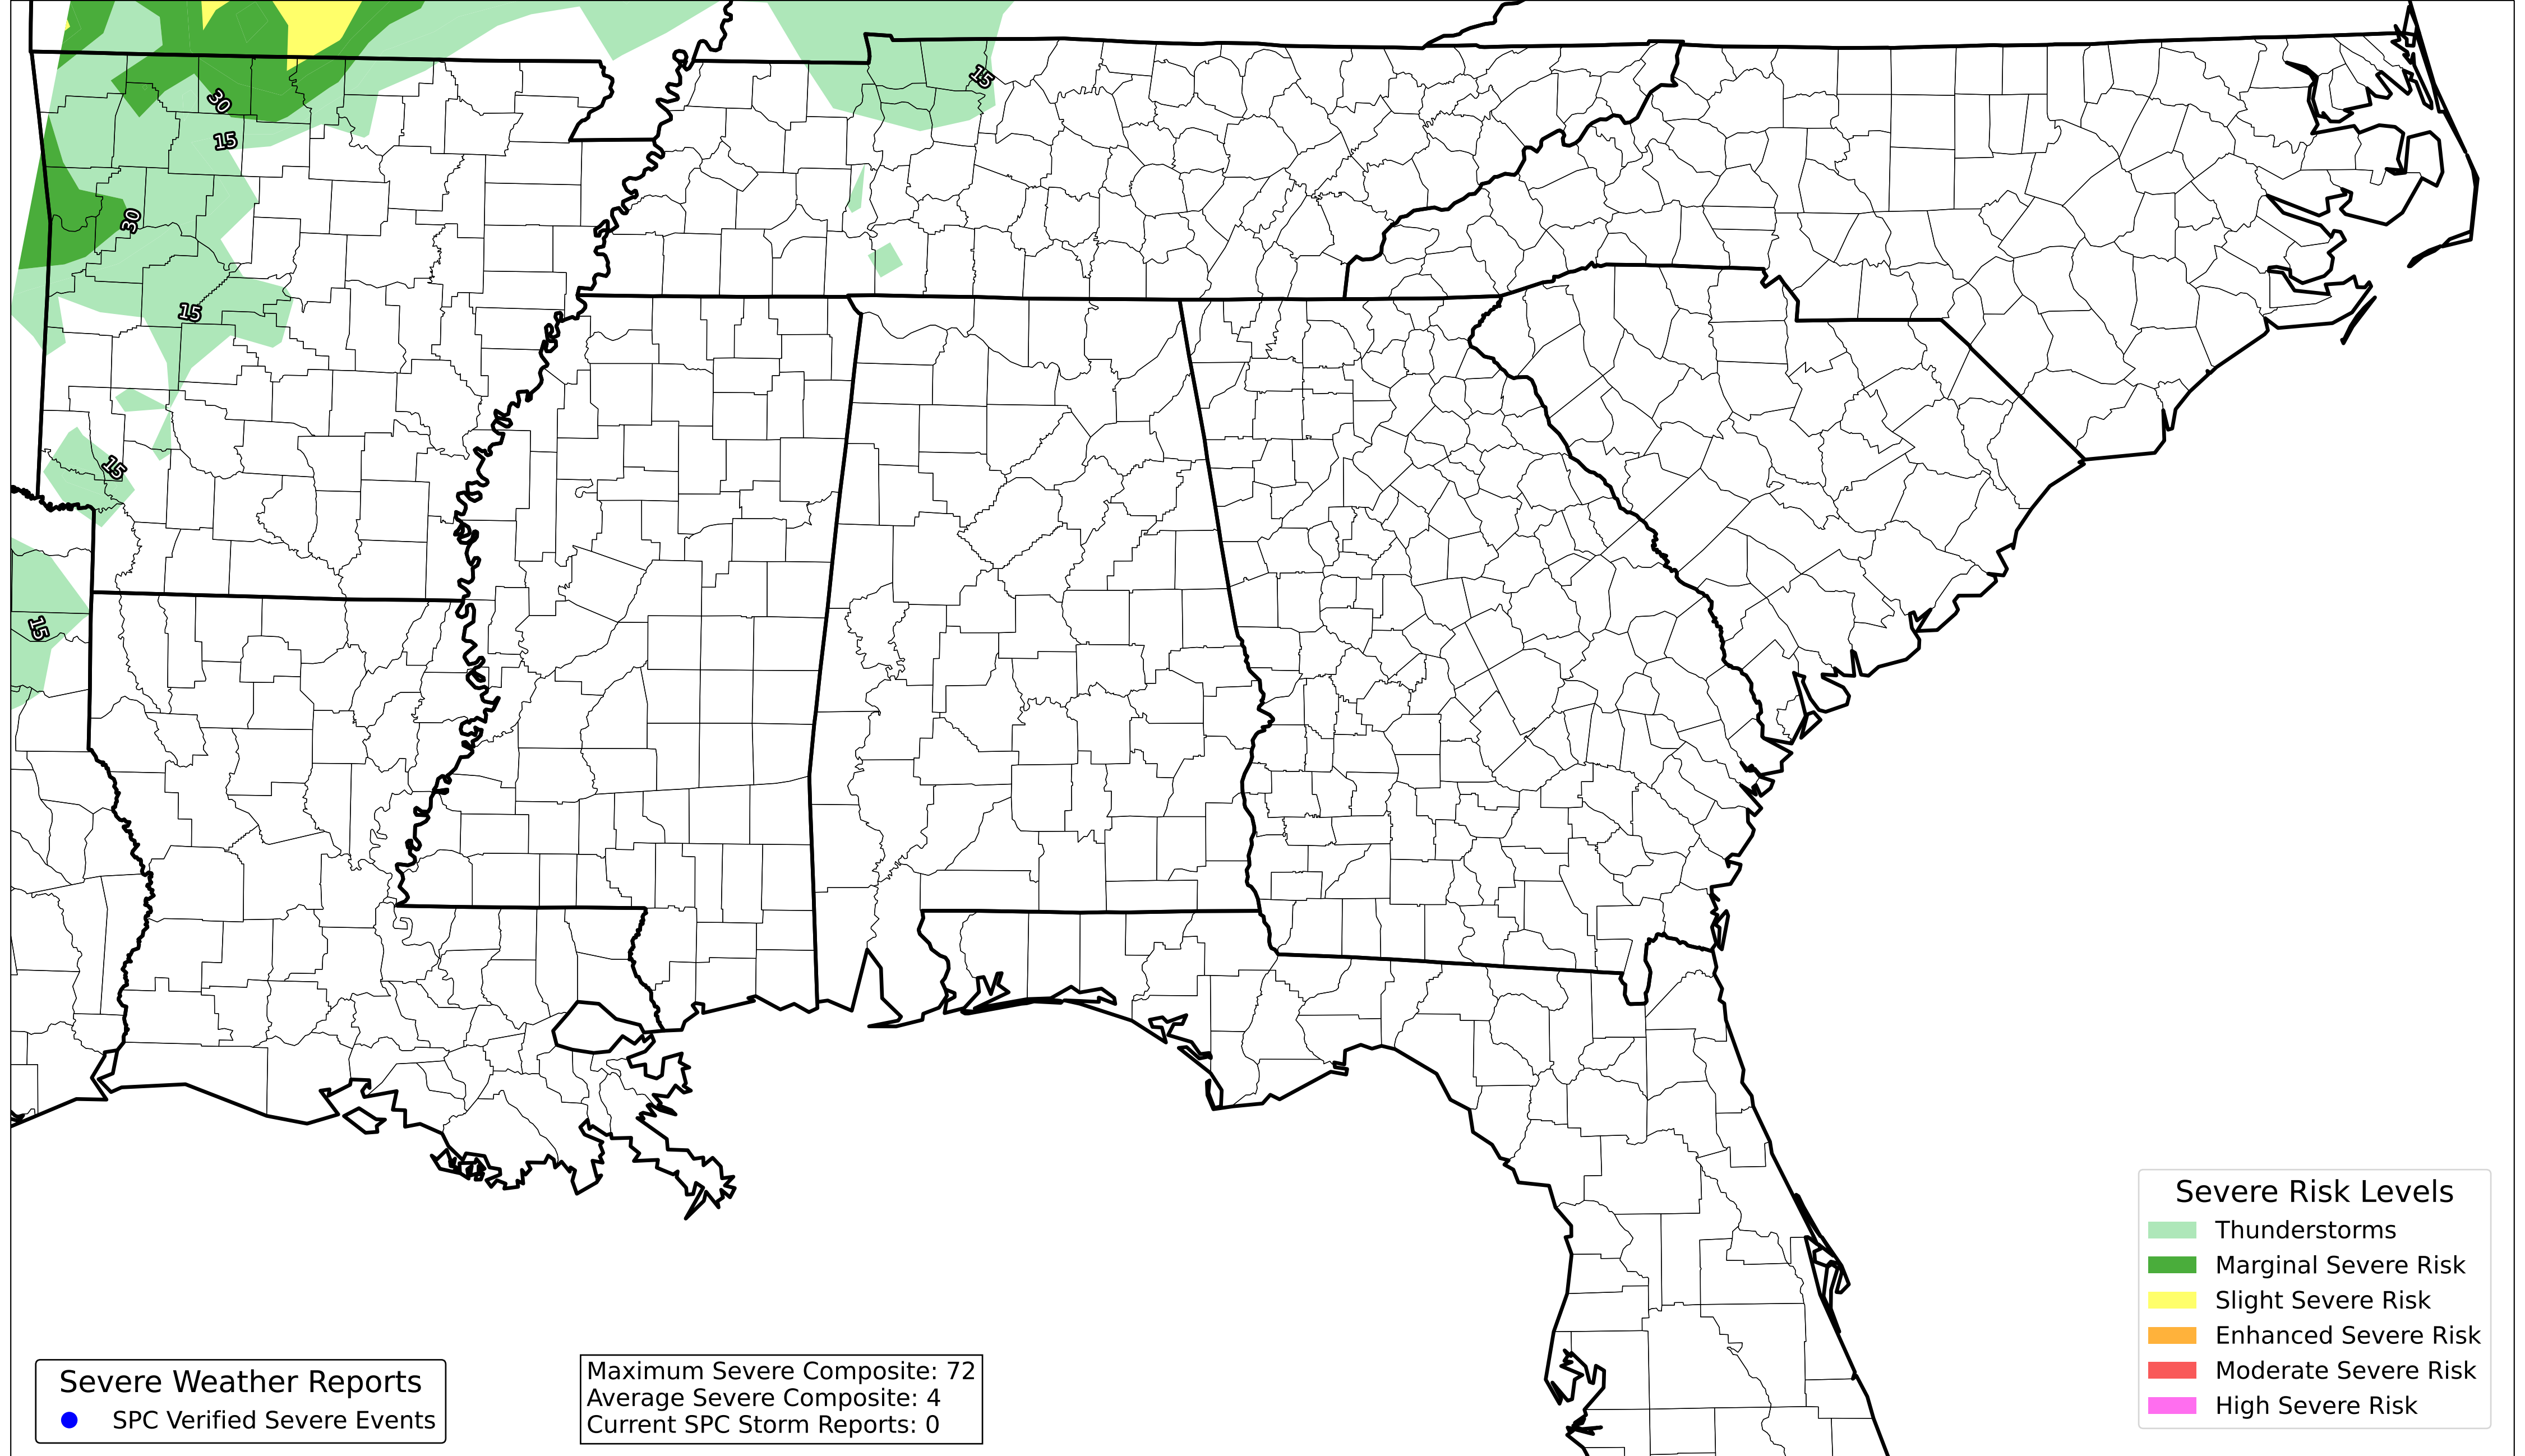 15
30
15
30
15
15
15
Severe Risk Levels
Thunderstorms
Marginal Severe Risk
Slight Severe Risk
Enhanced Severe Risk
Moderate Severe Risk
High Severe Risk
Severe Weather Reports
SPC Verified Severe Events
Maximum Severe Composite: 72
Average Severe Composite: 4
Current SPC Storm Reports: 0